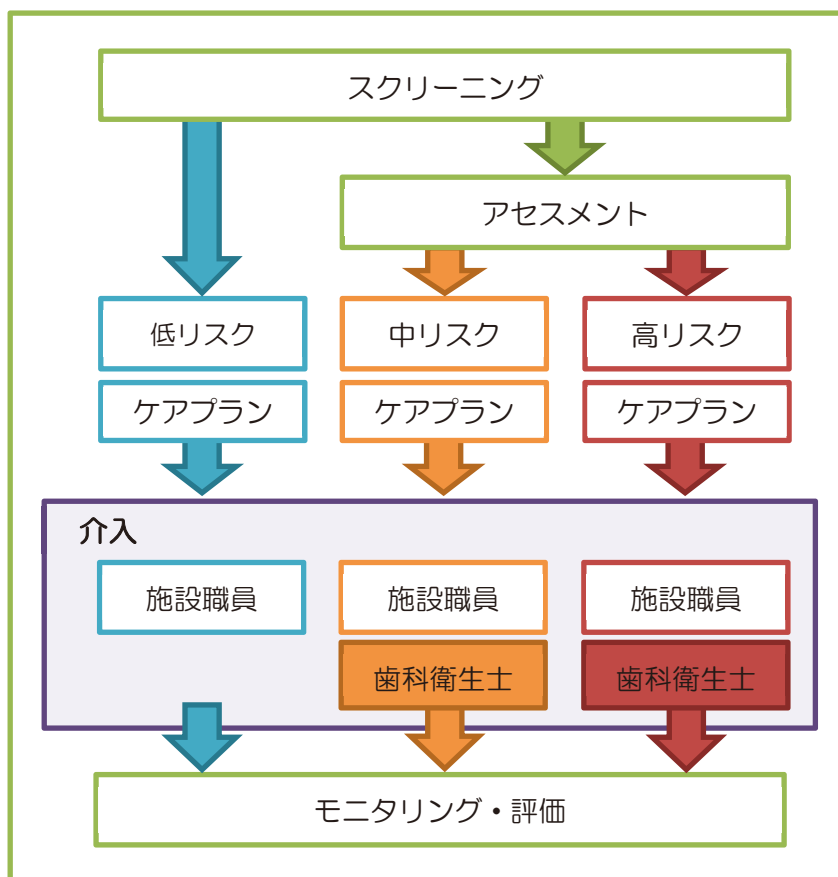 スクリーニング
アセスメント
低リスク
中リスク
高リスク
ケアプラン
ケアプラン
ケアプラン
介入
施設職員
施設職員
施設職員
歯科衛生士
歯科衛生士
モニタリング・評価